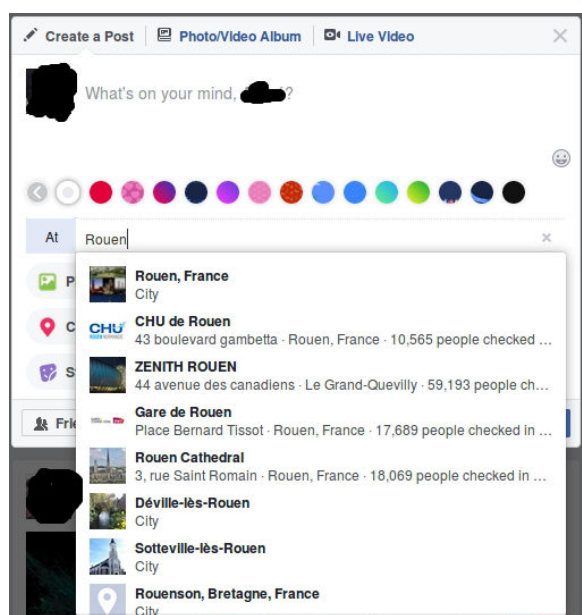 Create a Post Photo/Video Album Live Video
What's on your mind, ?
At Rouen
Rouen, France
City
CHU
CHU de Rouen
43 boulevard gambetta · Rouen, France · 10,565 people checked ...
ZENITH ROUEN
44 avenue des canadiens · Le Grand-Quevilly · 59,193 people ch...
Gare de Rouen
Place Bernard Tissot · Rouen, France · 17,689 people checked in ...
Rouen Cathedral
3, rue Saint Romain · Rouen, France · 18,069 people checked in ...
Déville-lès-Rouen
City
Sotteville-lès-Rouen
City
Rouenson, Bretagne, France
City
P
C
S
Frie